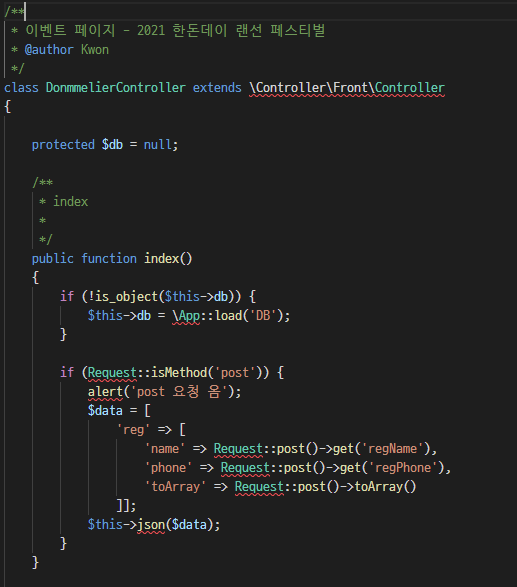 /**
 * 이벤트 페이지 - 2021 한돈데이 랜선 페스티벌
 * @author Kwon
 */
class DonmmelierController extends \Controller\Front\Controller
{
    protected $db = null;
    /**
     * index
     *
     */
    public function index()
    {
        if (!is_object($this->db)) {
            $this->db = \App::load('DB');
        }
        if (Request::isMethod('post')) {
            alert('post 요청 옴');
            $data = [
                'reg' => [
                    'name' => Request::post()->get('regName'),
                    'phone' => Request::post()->get('regPhone'),
                    'toArray' => Request::post()->toArray()
                ]];
            $this->json($data);
        }
    }